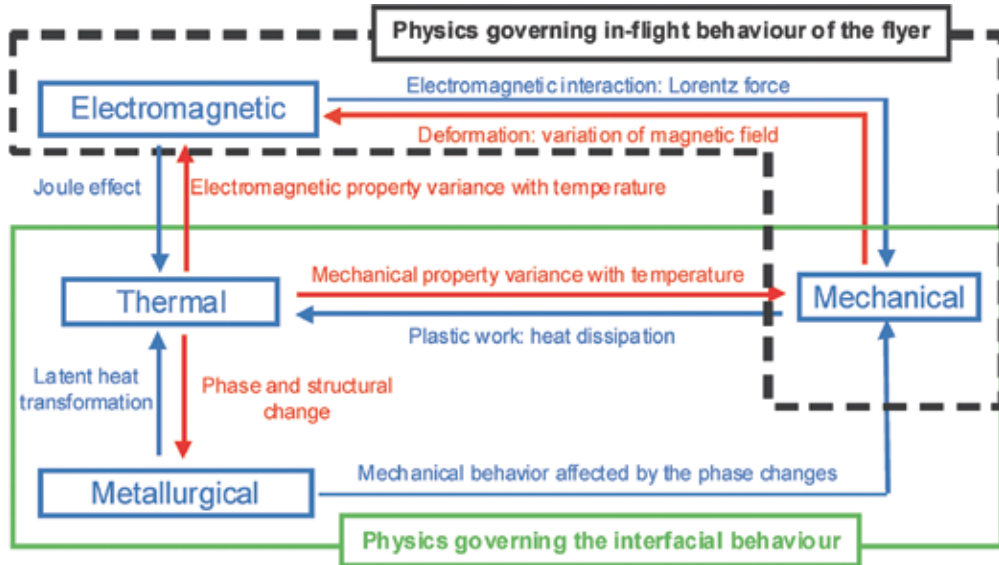 Physics governing in-flight behaviour of the flyer
Electromagnetic
Electromagnetic interaction: Lorentz force
Deformation: variation of magnetic field
Joule effect
Electromagnetic property variance with temperature
Thermal
Mechanical property variance with temperature
Mechanical
Plastic work: heat dissipation
Latent heat
transformation
Phase and structural
change
Metallurgical
Mechanical behavior affected by the phase changes
Physics governing the interfacial behaviour